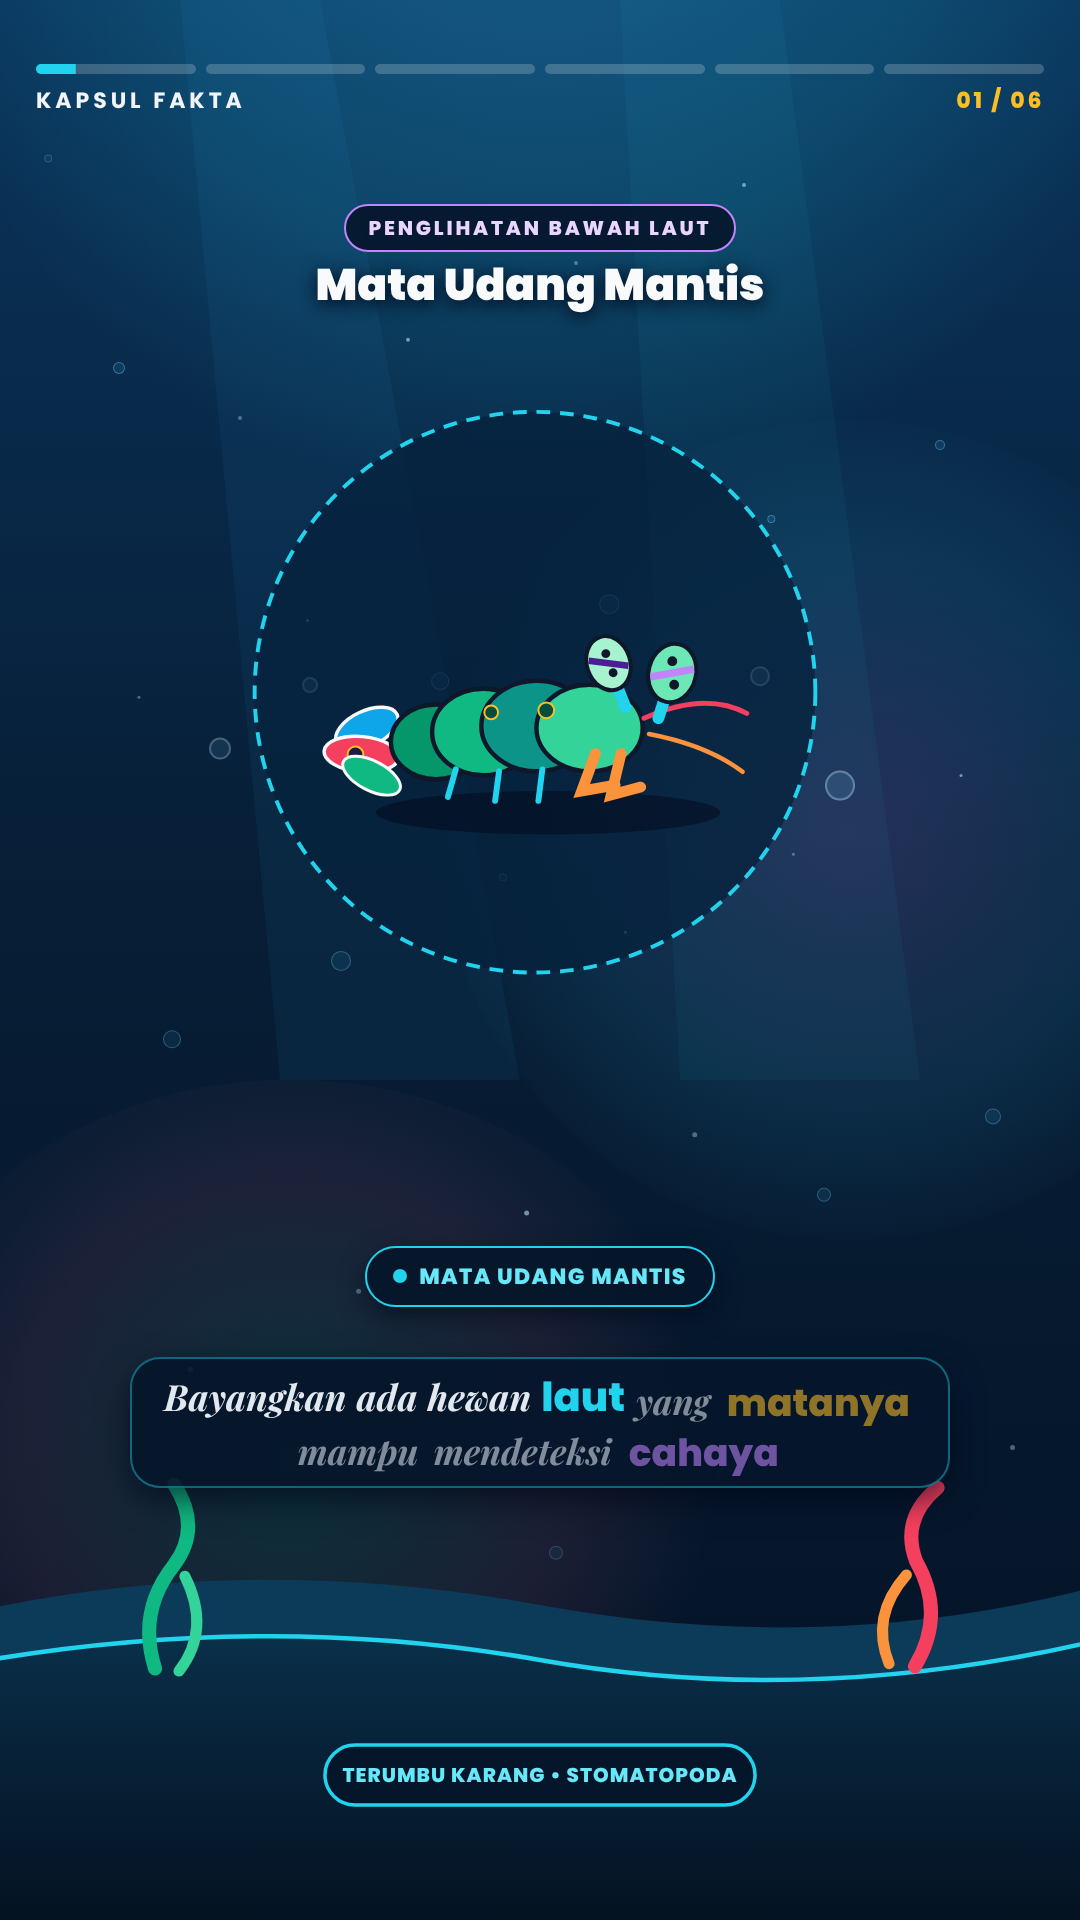 KAPSUL FAKTA
01 / 06
PENGLIHATAN BAWAH LAUT
Mata Udang Mantis
MATA UDANG MANTIS
Bayangkan ada hewan laut yang matanya
mampu mendeteksi cahaya
TERUMBU KARANG • STOMATOPODA